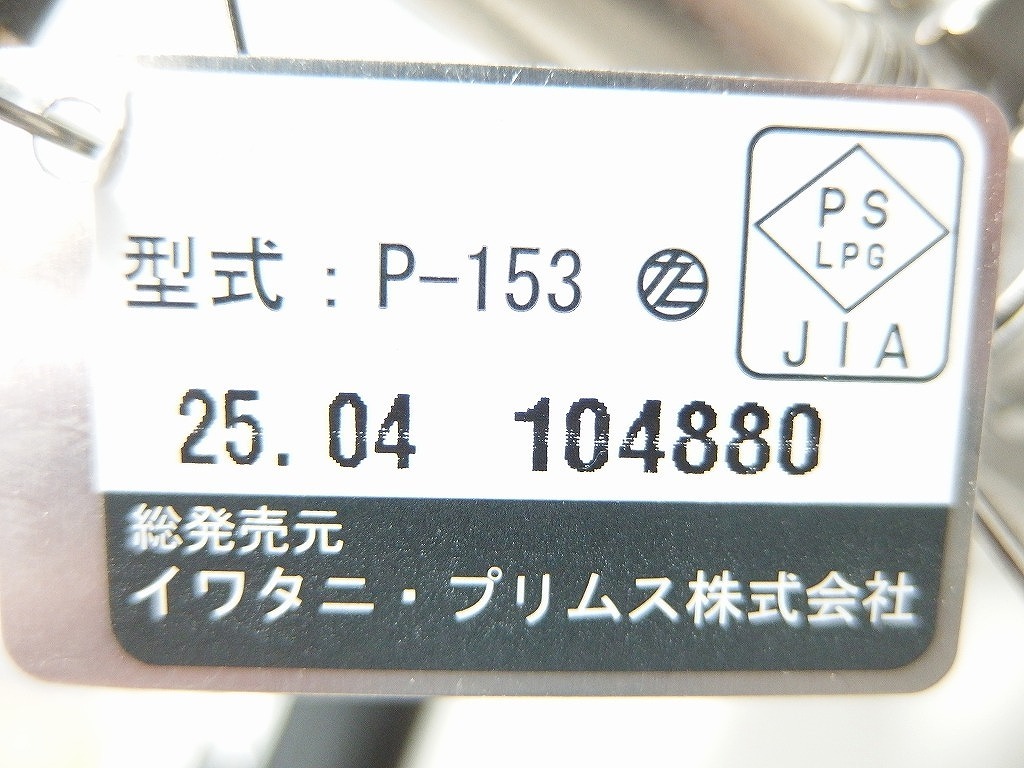 PS
LPG
JIA
型式：P-153
25.04 104880
総発売元
イワタニ・プリムス株式会社